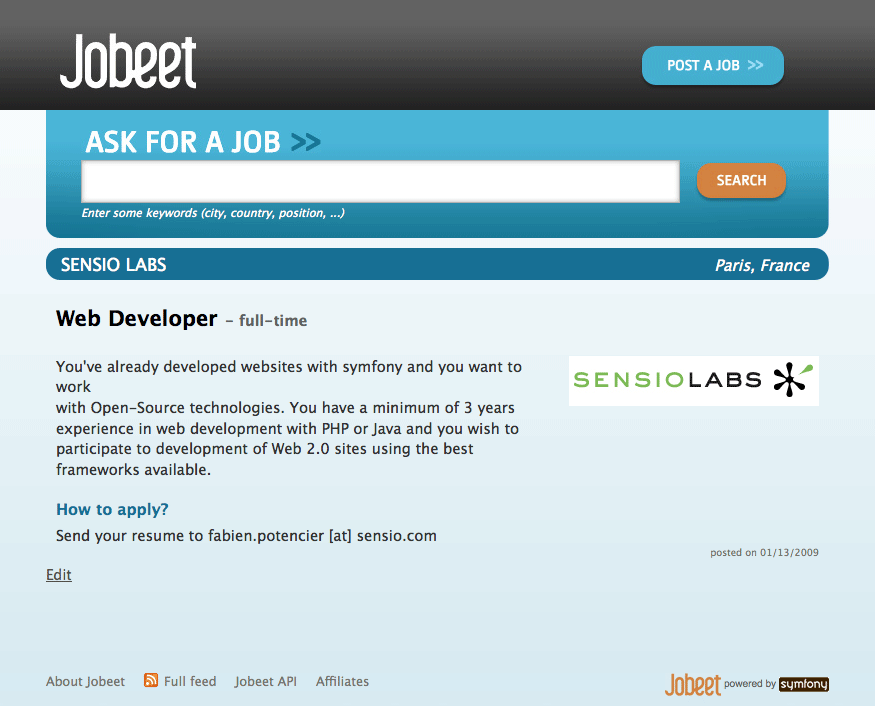 Jobeet
POST A JOB >>
ASK FOR A JOB >>
SEARCH
Enter some keywords (city, country, position, ...)
SENSIO LABS
Paris, France
Web Developer - full-time
You've already developed websites with symfony and you want to
work
with Open-Source technologies. You have a minimum of 3 years
experience in web development with PHP or Java and you wish to
participate to development of Web 2.0 sites using the best
frameworks available.
SENSIOLABS
How to apply?
Send your resume to fabien.potencier [at] sensio.com
posted on 01/13/2009
Edit
About Jobeet Full feed Jobeet API Affiliates
Jobeet powered by symfony